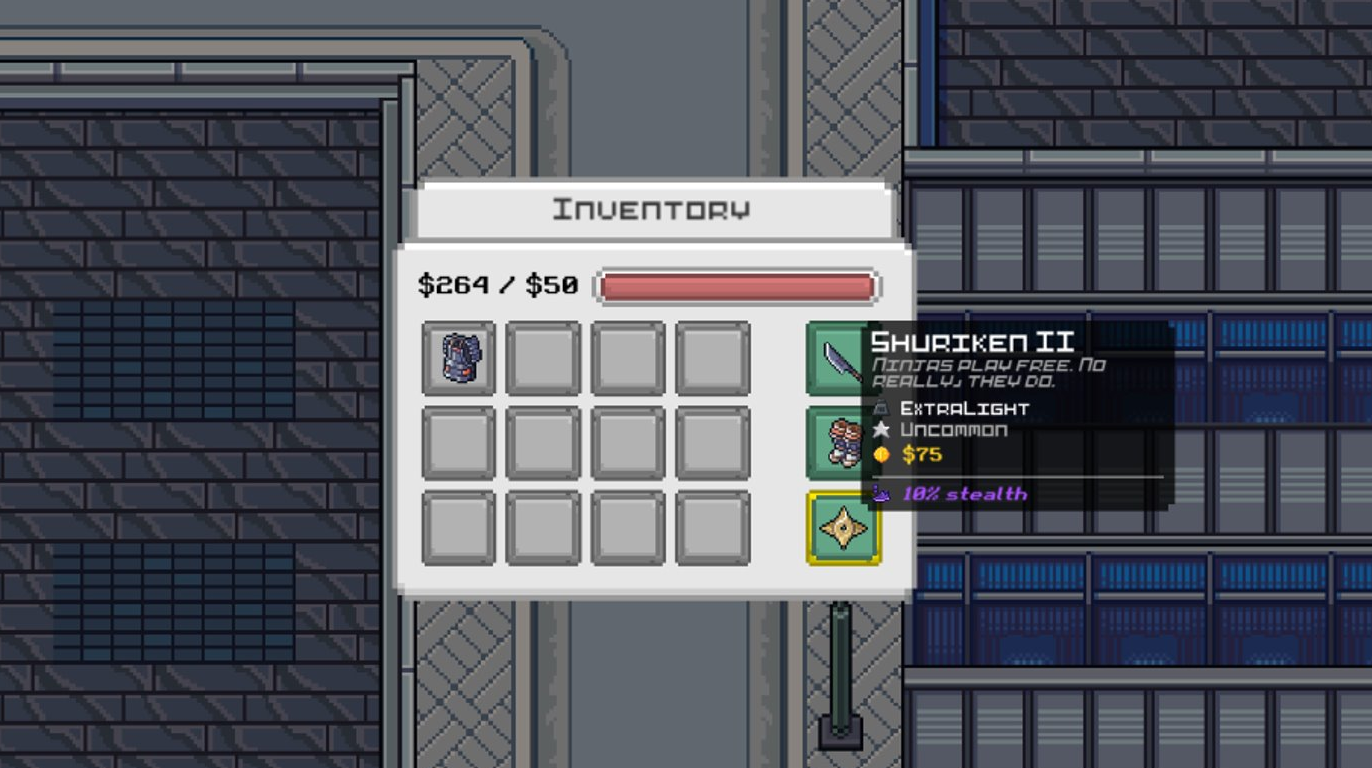 Inventory
$264 / $50
Shuriken II
Ninjas play free. No
really, they do.
ExtraLight
Uncommon
$75
10% stealth